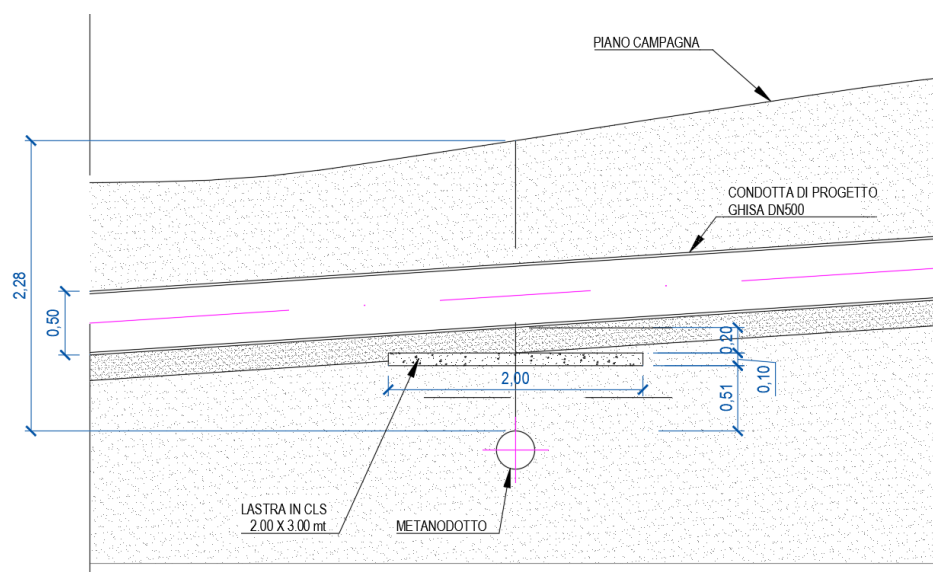 PIANO CAMPAGNA
CONDOTTA DI PROGETTO
GHISA DN500
2,28
0,50
0,20
2,00
0,10
0,51
LASTRA IN CLS
2.00 X 3.00 mt
METANODOTTO